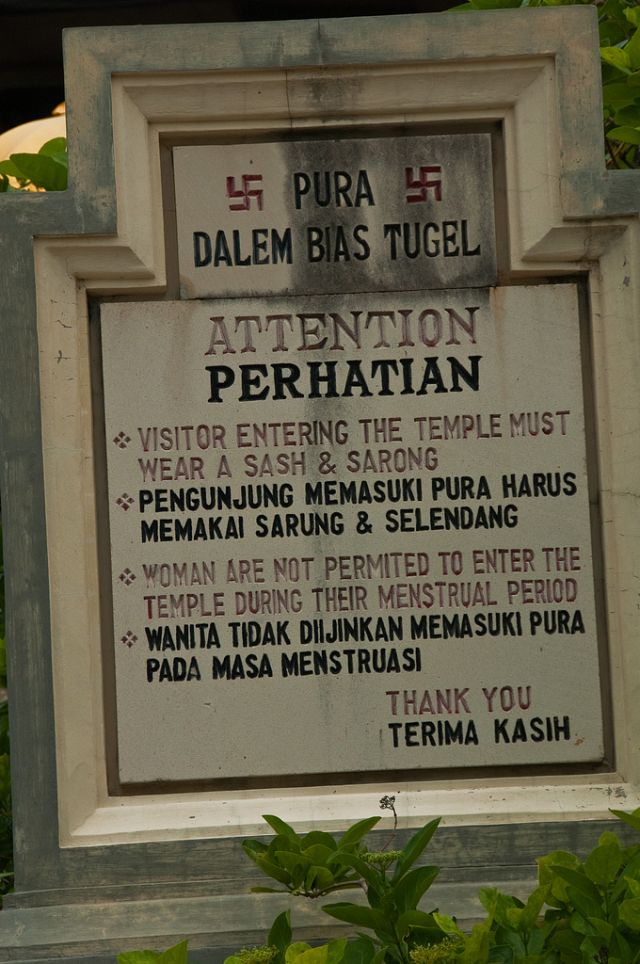 卐 PURA 卐
DALEM BIAS TUGEL
ATTENTION
PERHATIAN
❖ VISITOR ENTERING THE TEMPLE MUST
WEAR A SASH & SARONG
❖ PENGUNJUNG MEMASUKI PURA HARUS
MEMAKAI SARUNG & SELENDANG
❖ WOMAN ARE NOT PERMITED TO ENTER THE
TEMPLE DURING THEIR MENSTRUAL PERIOD
❖ WANITA TIDAK DIIJINKAN MEMASUKI PURA
PADA MASA MENSTRUASI
THANK YOU
TERIMA KASIH